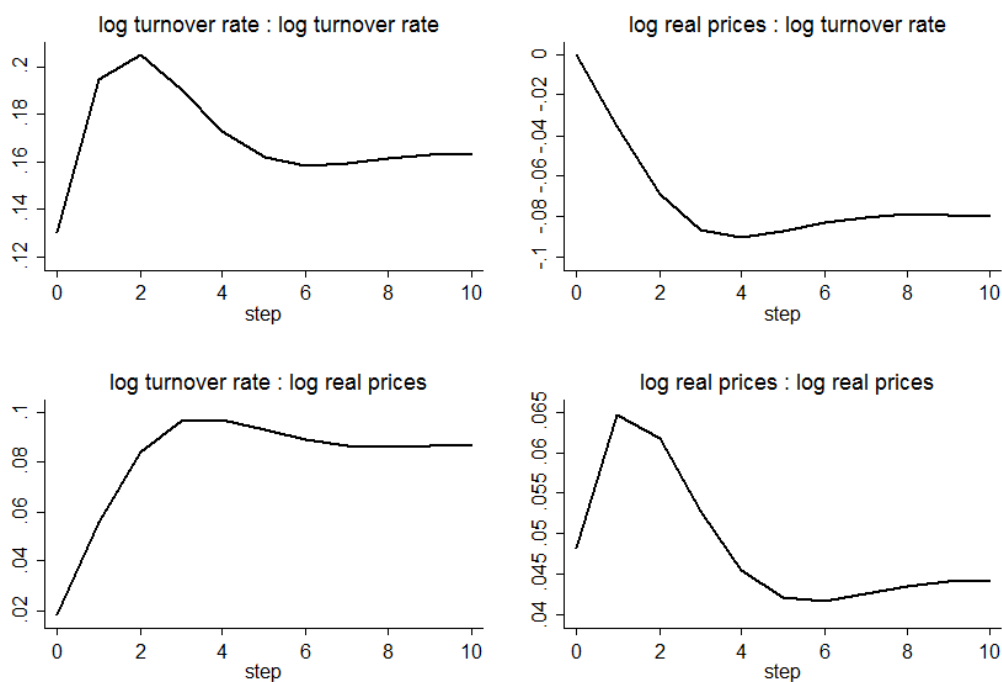 log turnover rate : log turnover rate
.2
.18
.16
.14
.12
0 2 4 6 8 10
step
log real prices : log turnover rate
0
-.02
-.04
-.06
-.08
-.1
0 2 4 6 8 10
step
log turnover rate : log real prices
.1
.08
.06
.04
.02
0 2 4 6 8 10
step
log real prices : log real prices
.065
.06
.055
.05
.045
.04
0 2 4 6 8 10
step